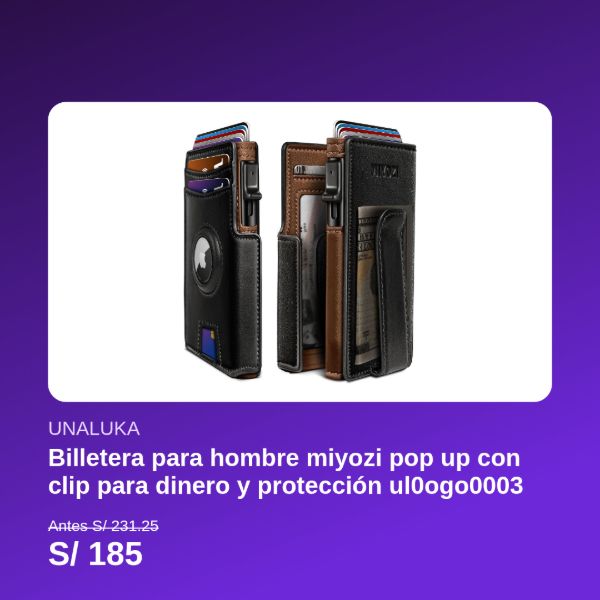 UNALUKA
Billetera para hombre miyozi pop up con
clip para dinero y protección ul0ogo0003
Antes S/ 231.25
S/ 185